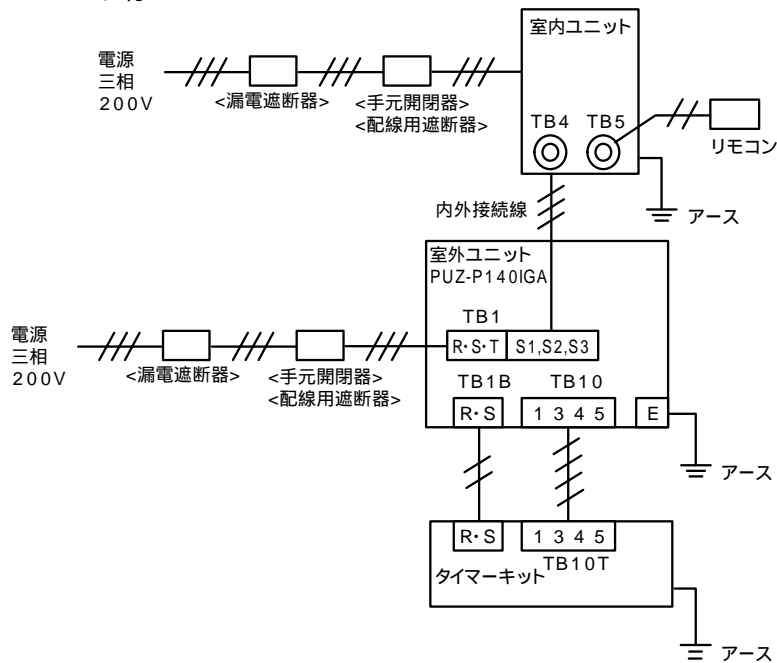 室内ユニット
電源
三相
200V
<漏電遮断器>
<手元開閉器>
<配線用遮断器>
TB4 TB5
リモコン
アース
内外接続線
室外ユニット
PUZ-P140IGA
TB1
R・S・T S1,S2,S3
電源
三相
200V
<漏電遮断器>
<手元開閉器>
<配線用遮断器>
TB1B TB10
R・S 1 3 4 5 E
アース
R・S 1 3 4 5
TB10T
タイマーキット
アース